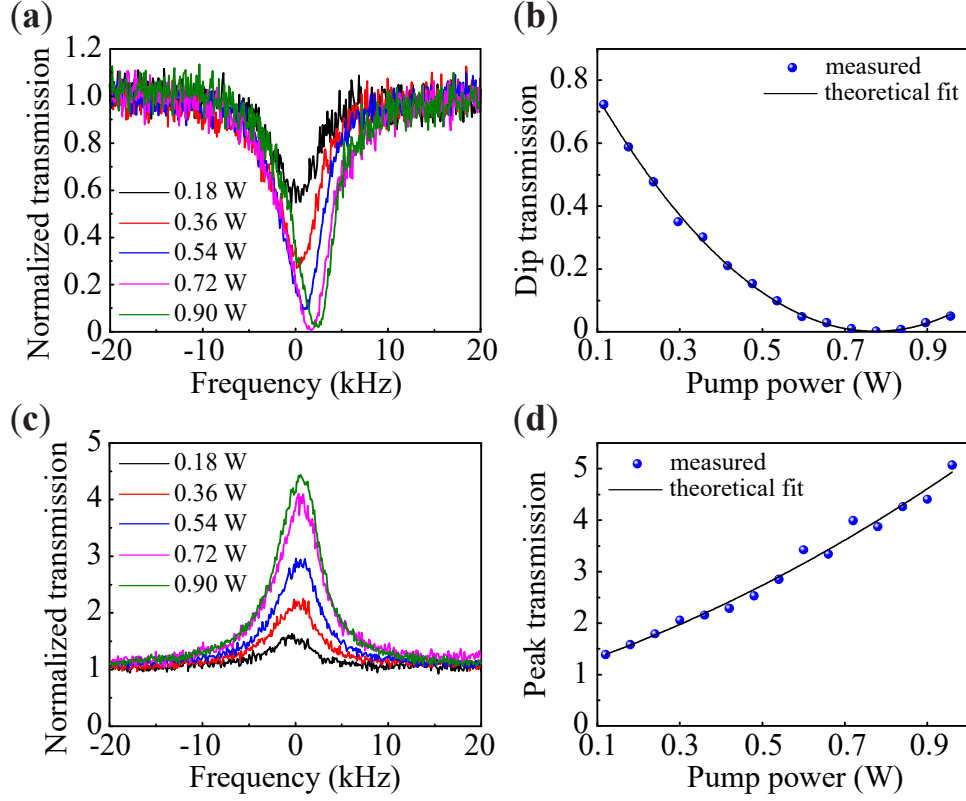 (a)
1.2
1.0
0.8
0.6
0.4
0.2
0
Normalized transmission
0.18 W
0.36 W
0.54 W
0.72 W
0.90 W
-20 -10 0 10 20
Frequency (kHz)
(b)
0.8
0.6
0.4
0.2
0
Dip transmission
measured
theoretical fit
0.1 0.3 0.5 0.7 0.9
Pump power (W)
(c)
5
4
3
2
1
0
Normalized transmission
0.18 W
0.36 W
0.54 W
0.72 W
0.90 W
-20 -10 0 10 20
Frequency (kHz)
(d)
5
4
3
2
1
0
Peak transmission
measured
theoretical fit
0.1 0.3 0.5 0.7 0.9
Pump power (W)